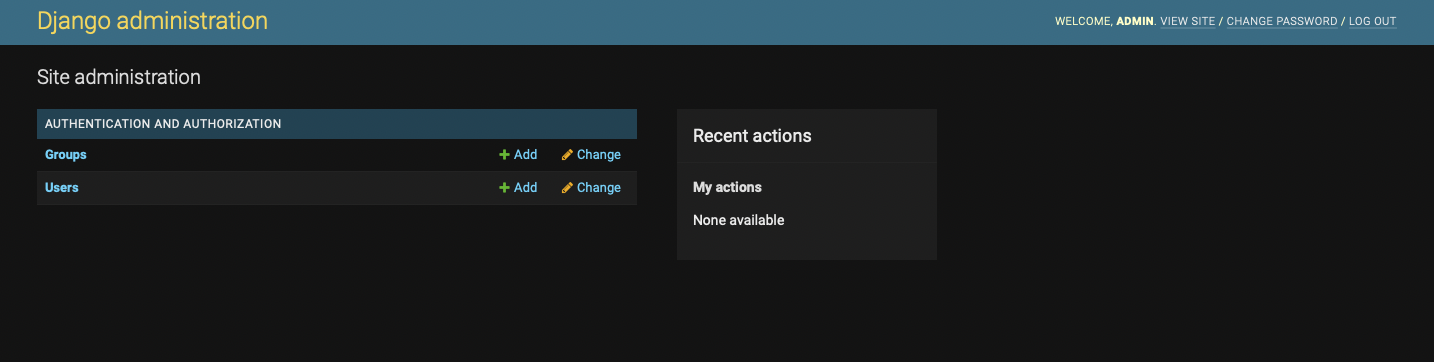 Django administration
WELCOME, ADMIN. VIEW SITE / CHANGE PASSWORD / LOG OUT
Site administration
AUTHENTICATION AND AUTHORIZATION
Groups Add Change
Users Add Change
Recent actions
My actions
None available